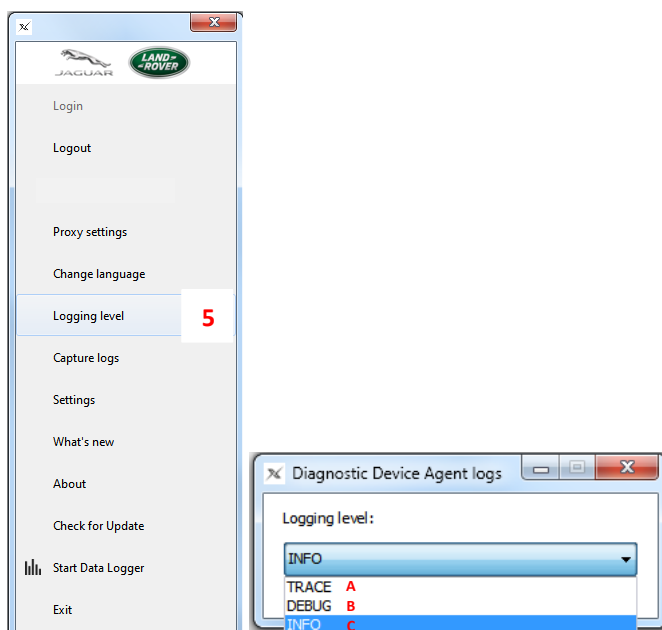 JAGUAR
LAND-
-ROVER
Login
Logout
Proxy settings
Change language
Logging level 5
Capture logs
Settings
What's new
About
Check for Update
Start Data Logger
Exit
Diagnostic Device Agent logs
Logging level:
INFO
TRACE A
DEBUG B
INFO C